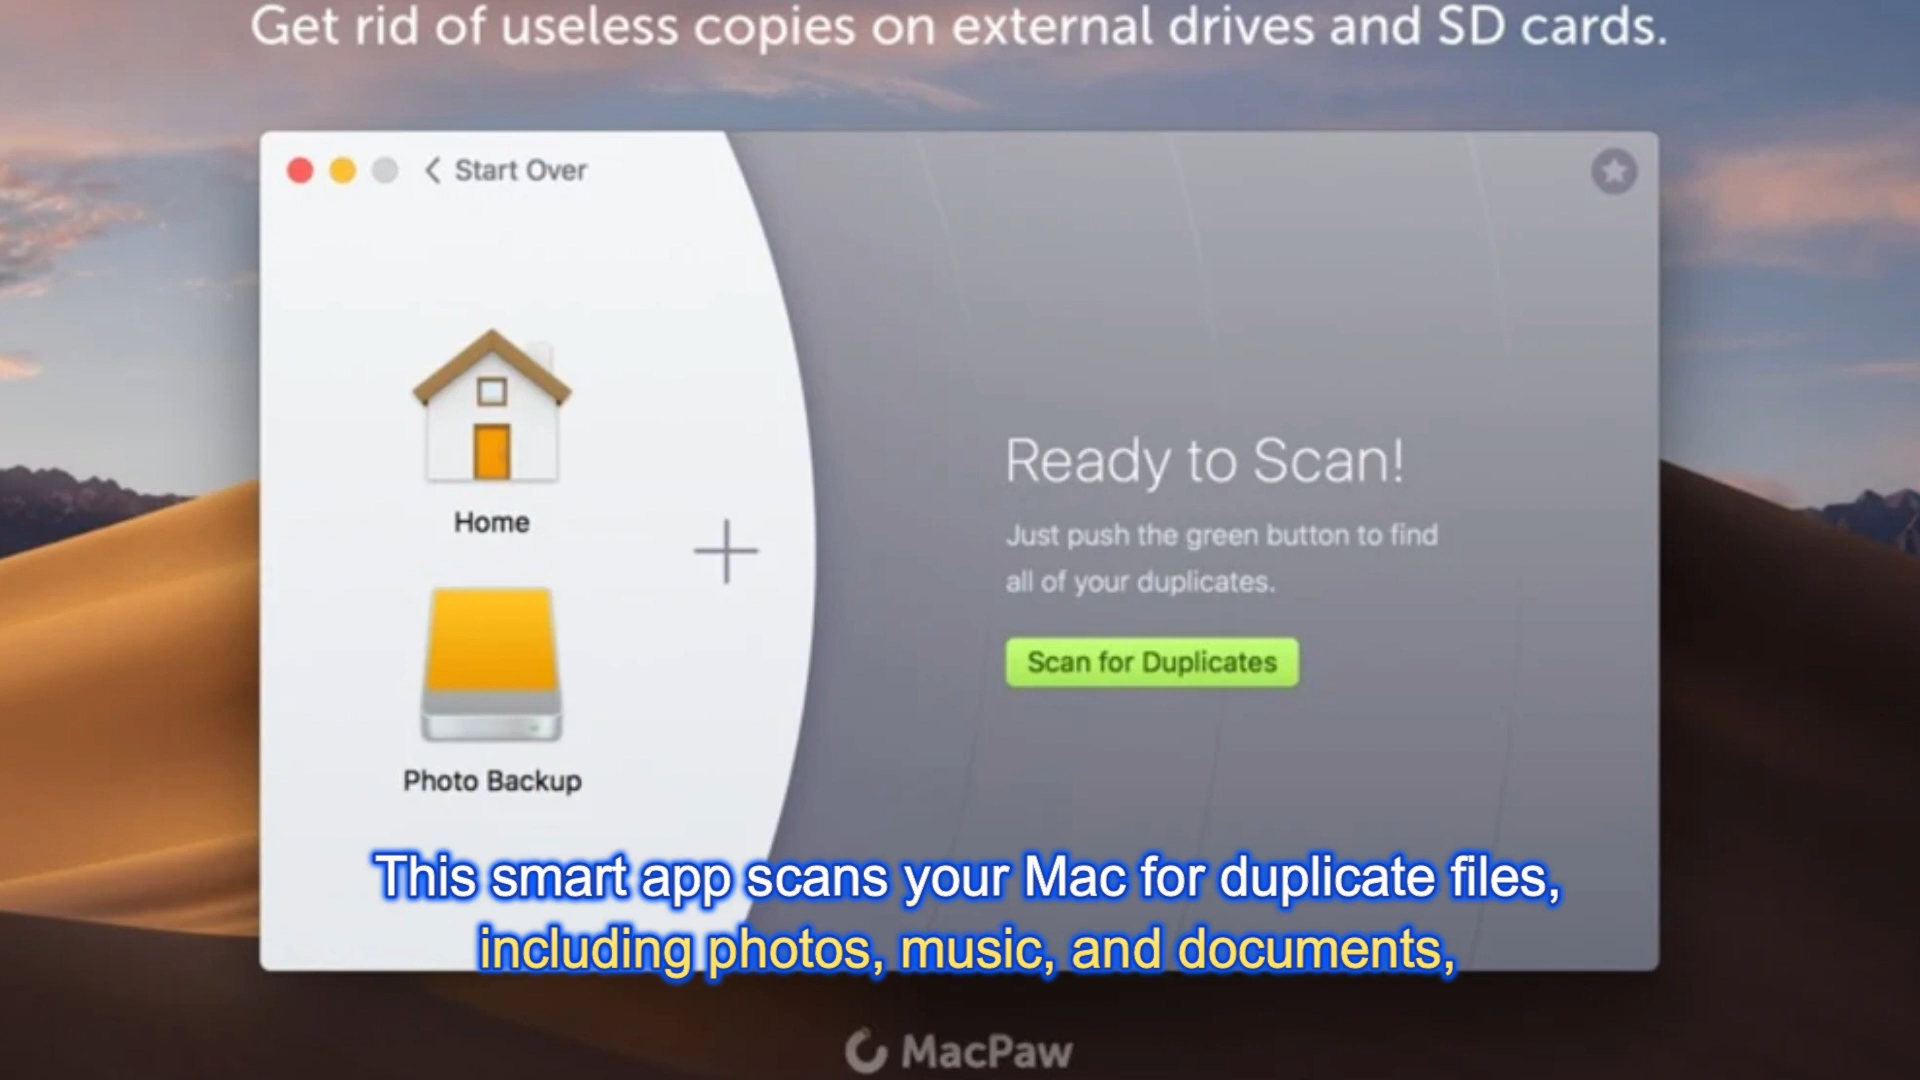 Get rid of useless copies on external drives and SD cards.
Start Over
Home
Photo Backup
Ready to Scan!
Just push the green button to find
all of your duplicates.
Scan for Duplicates
This smart app scans your Mac for duplicate files,
including photos, music, and documents,
MacPaw